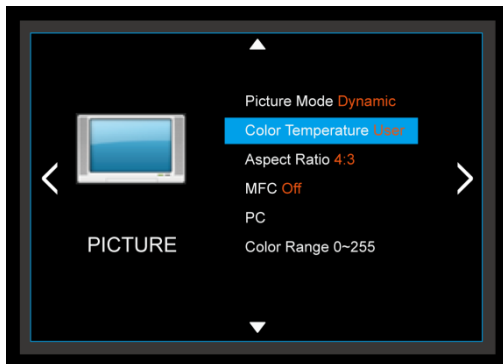 Picture Mode Dynamic
Color Temperature User
Aspect Ratio 4:3
MFC Off
PC
Color Range 0~255
PICTURE